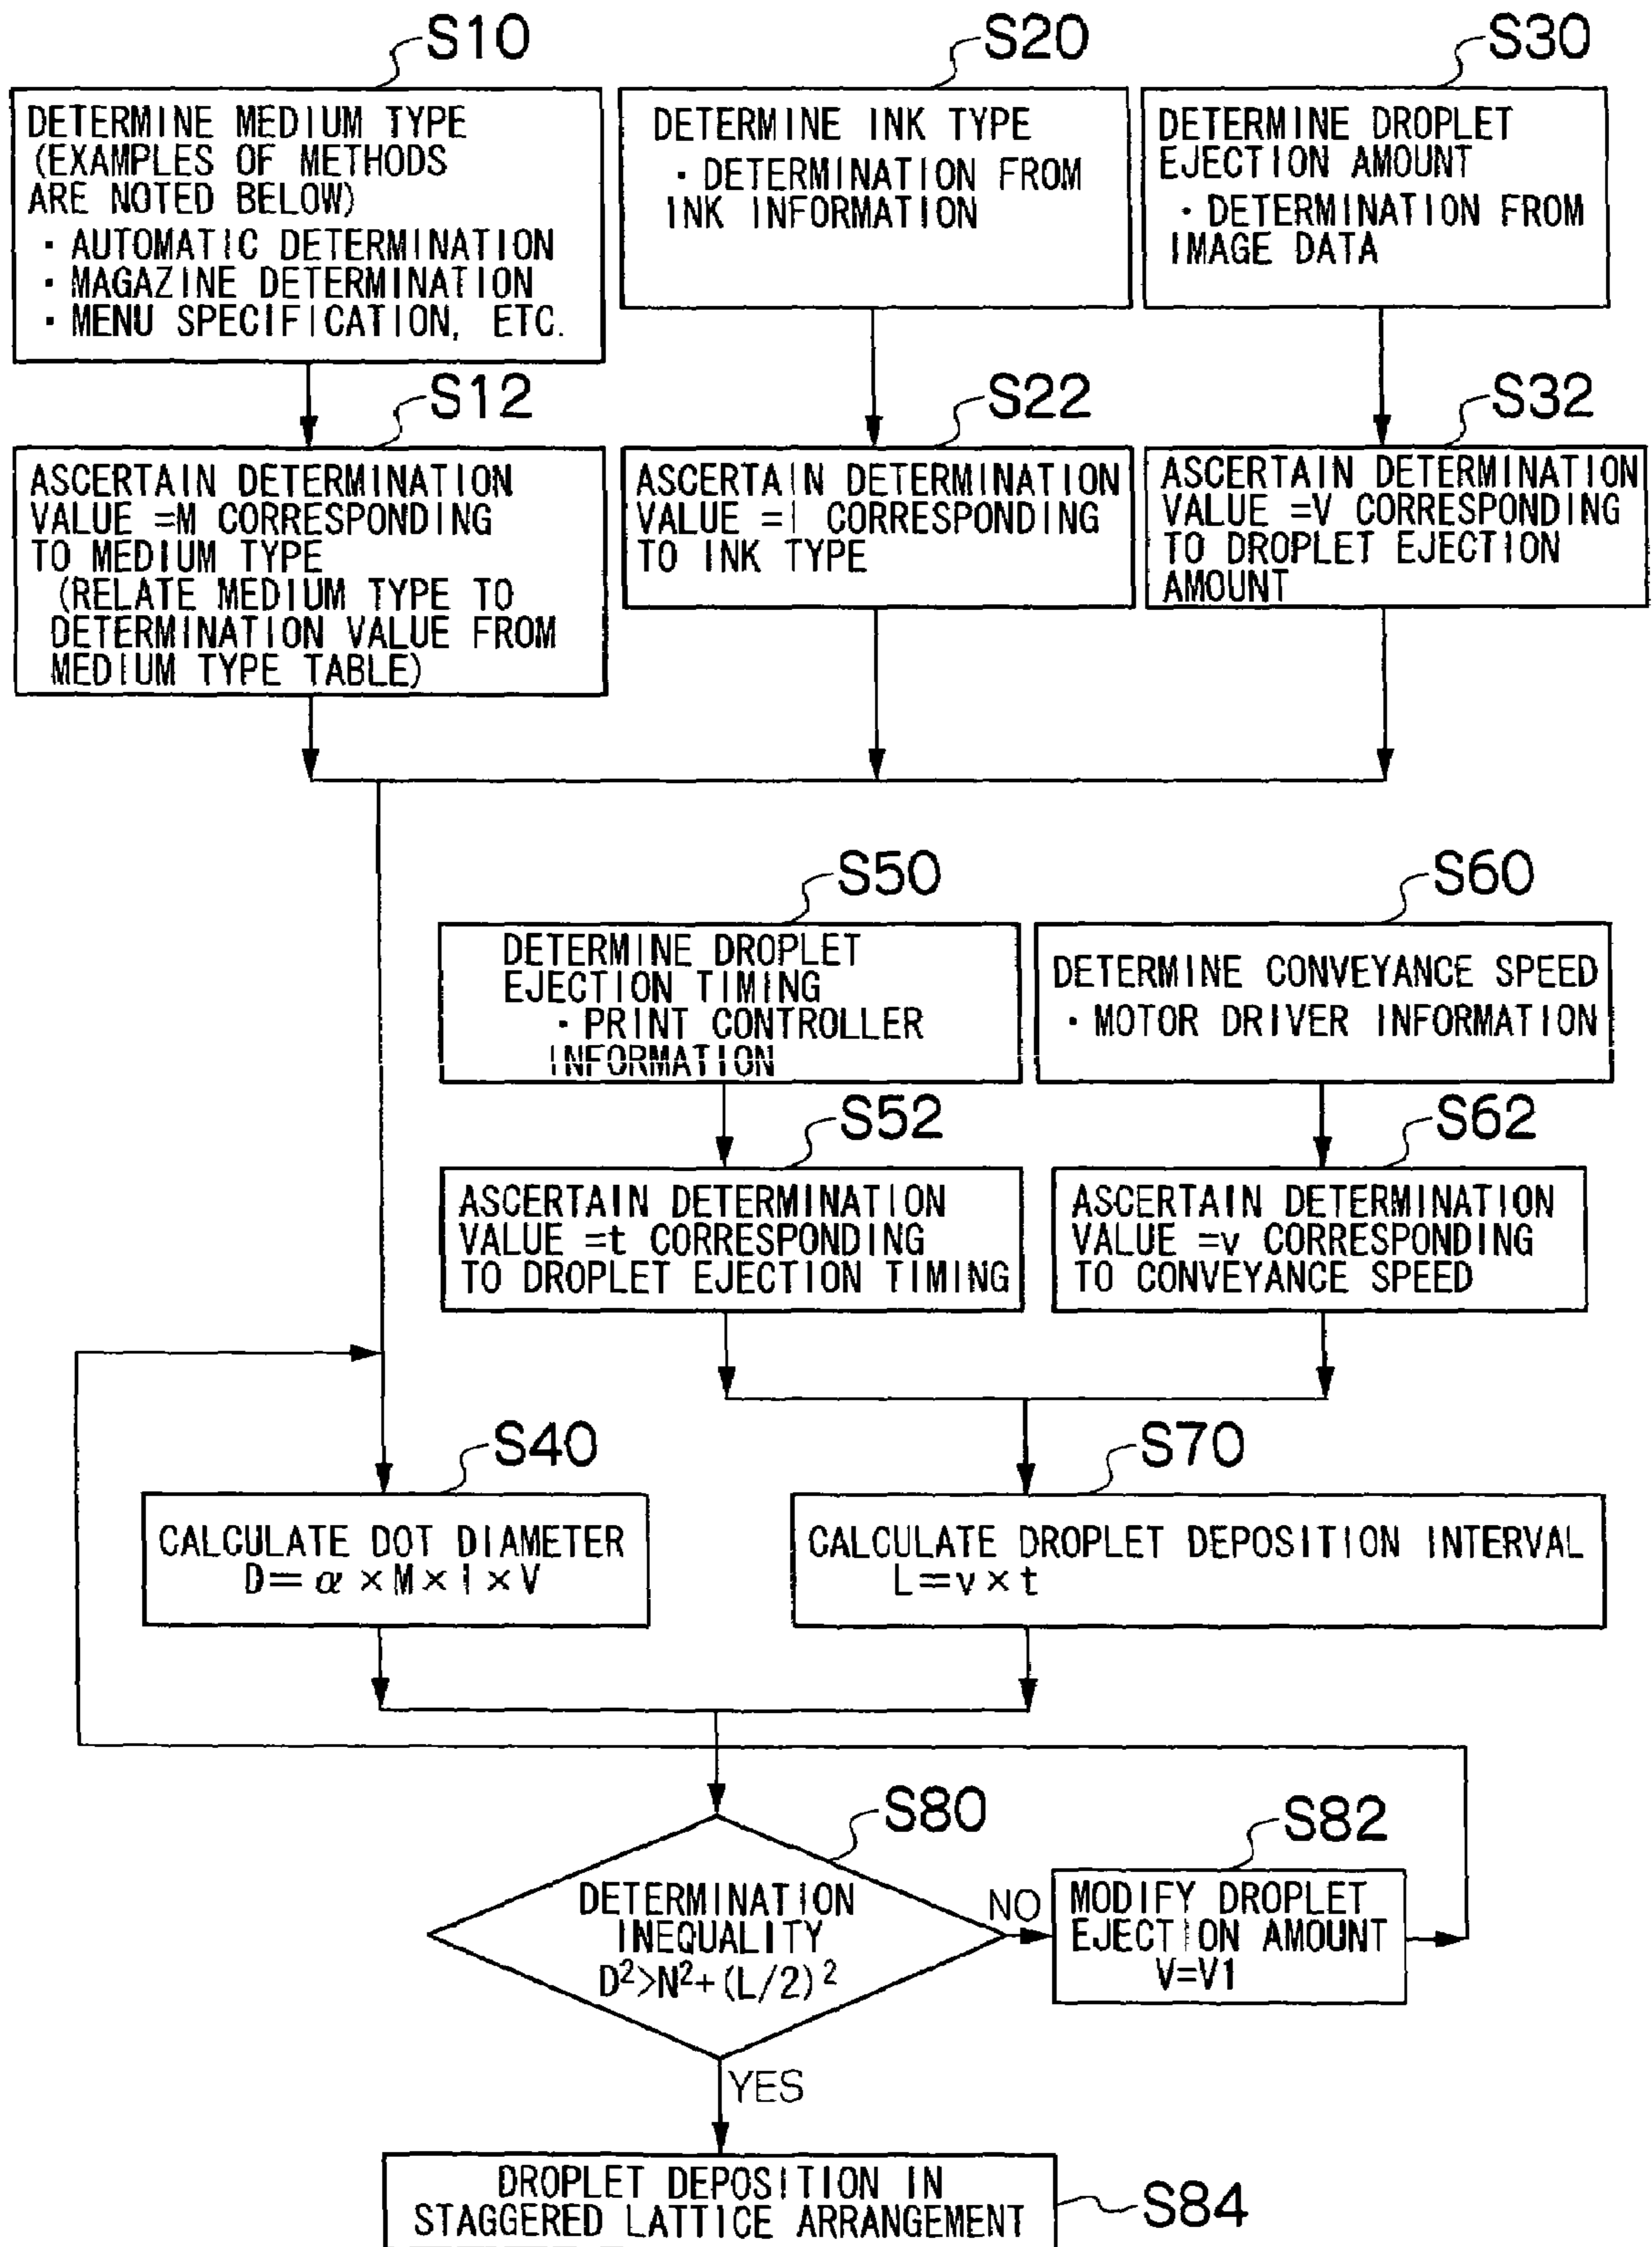 S10
DETERMINE MEDIUM TYPE
(EXAMPLES OF METHODS
ARE NOTED BELOW)
· AUTOMATIC DETERMINATION
· MAGAZINE DETERMINATION
· MENU SPECIFICATION, ETC.
S20
DETERMINE INK TYPE
· DETERMINATION FROM
INK INFORMATION
S30
DETERMINE DROPLET
EJECTION AMOUNT
· DETERMINATION FROM
IMAGE DATA
S12
ASCERTAIN DETERMINATION
VALUE =M CORRESPONDING
TO MEDIUM TYPE
(RELATE MEDIUM TYPE TO
DETERMINATION VALUE FROM
MEDIUM TYPE TABLE)
S22
ASCERTAIN DETERMINATION
VALUE =I CORRESPONDING
TO INK TYPE
S32
ASCERTAIN DETERMINATION
VALUE =V CORRESPONDING
TO DROPLET EJECTION
AMOUNT
S50
DETERMINE DROPLET
EJECTION TIMING
· PRINT CONTROLLER
INFORMATION
S60
DETERMINE CONVEYANCE SPEED
· MOTOR DRIVER INFORMATION
S52
ASCERTAIN DETERMINATION
VALUE =t CORRESPONDING
TO DROPLET EJECTION TIMING
S62
ASCERTAIN DETERMINATION
VALUE =v CORRESPONDING
TO CONVEYANCE SPEED
S40
CALCULATE DOT DIAMETER
D=α×M×I×V
S70
CALCULATE DROPLET DEPOSITION INTERVAL
L=v×t
S80
DETERMINATION
INEQUALITY
D²>N²+(L/2)²
NO
S82
MODIFY DROPLET
EJECTION AMOUNT
V=V1
YES
DROPLET DEPOSITION IN
STAGGERED LATTICE ARRANGEMENT
S84